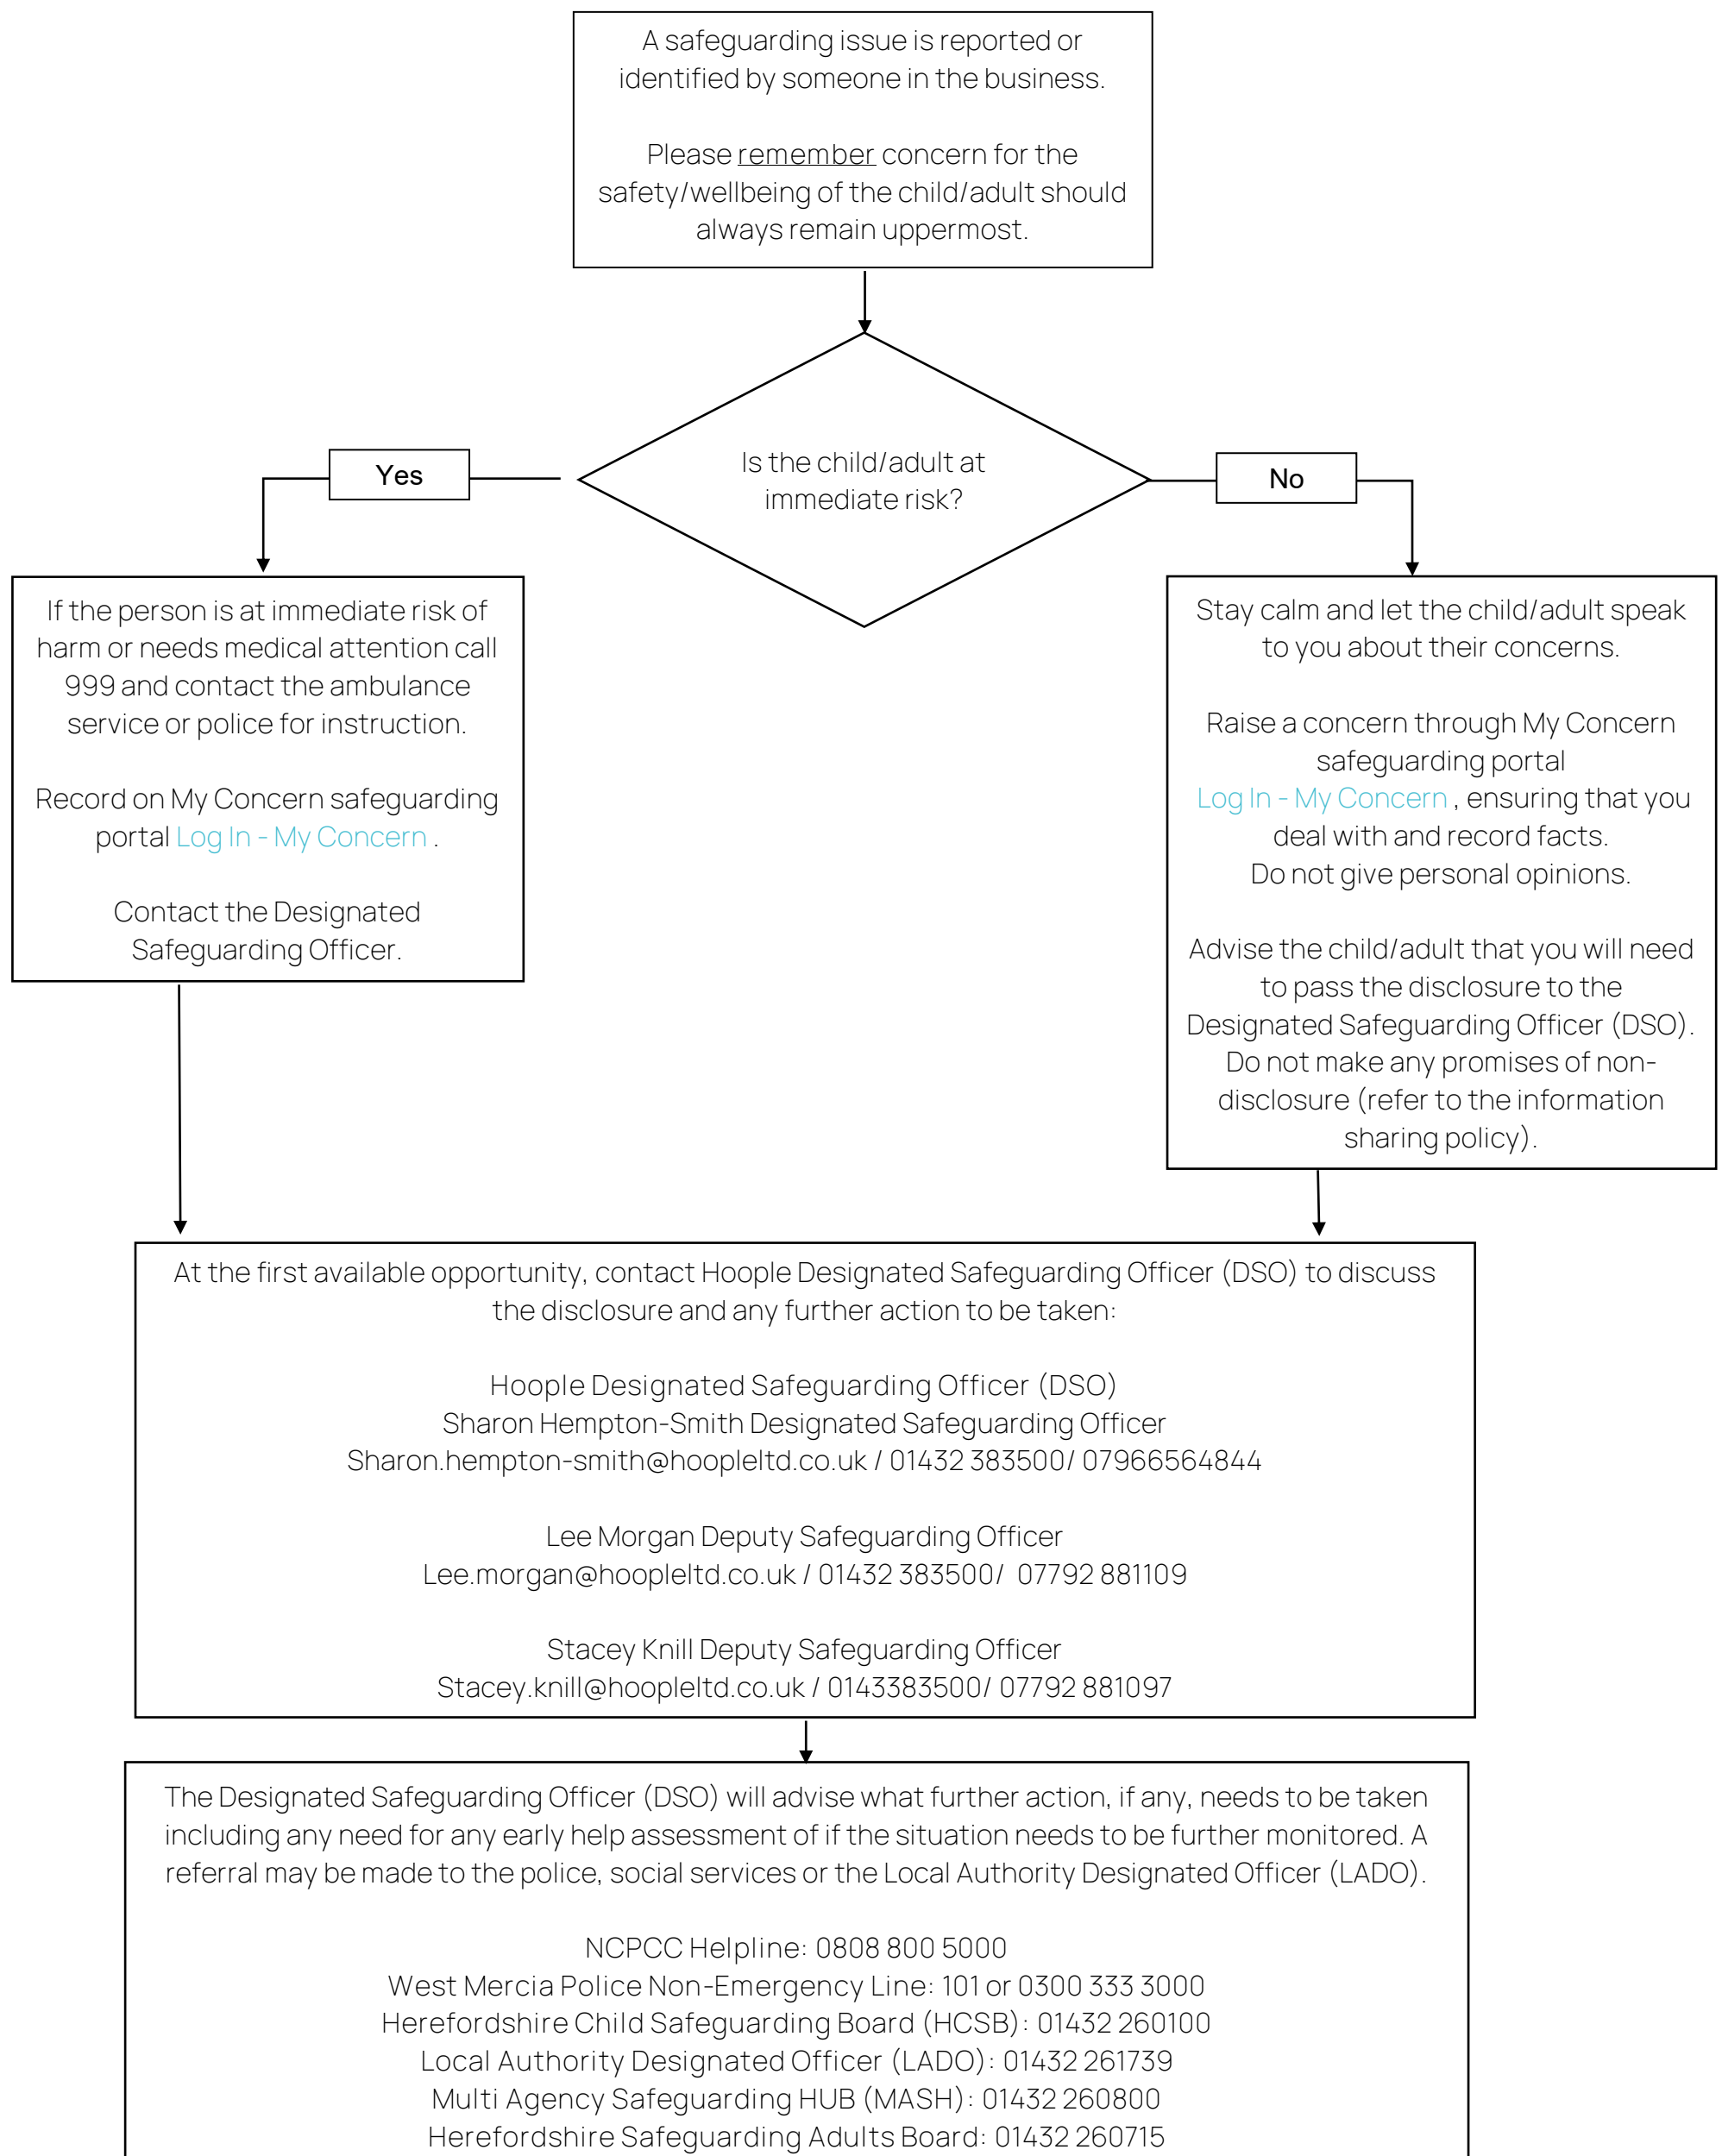 A safeguarding issue is reported or
identified by someone in the business.
Please remember concern for the
safety/wellbeing of the child/adult should
always remain uppermost.
Is the child/adult at
immediate risk?
Yes
No
If the person is at immediate risk of
harm or needs medical attention call
999 and contact the ambulance
service or police for instruction.
Record on My Concern safeguarding
portal Log In - My Concern .
Contact the Designated
Safeguarding Officer.
Stay calm and let the child/adult speak
to you about their concerns.
Raise a concern through My Concern
safeguarding portal
Log In - My Concern , ensuring that you
deal with and record facts.
Do not give personal opinions.
Advise the child/adult that you will need
to pass the disclosure to the
Designated Safeguarding Officer (DSO).
Do not make any promises of non-
disclosure (refer to the information
sharing policy).
At the first available opportunity, contact Hoople Designated Safeguarding Officer (DSO) to discuss
the disclosure and any further action to be taken:
Hoople Designated Safeguarding Officer (DSO)
Sharon Hempton-Smith Designated Safeguarding Officer
Sharon.hempton-smith@hoopleltd.co.uk / 01432 383500/ 07966564844
Lee Morgan Deputy Safeguarding Officer
Lee.morgan@hoopleltd.co.uk / 01432 383500/  07792 881109
Stacey Knill Deputy Safeguarding Officer
Stacey.knill@hoopleltd.co.uk / 0143383500/ 07792 881097
The Designated Safeguarding Officer (DSO) will advise what further action, if any, needs to be taken
including any need for any early help assessment of if the situation needs to be further monitored. A
referral may be made to the police, social services or the Local Authority Designated Officer (LADO).
NCPCC Helpline: 0808 800 5000
West Mercia Police Non-Emergency Line: 101 or 0300 333 3000
Herefordshire Child Safeguarding Board (HCSB): 01432 260100
Local Authority Designated Officer (LADO): 01432 261739
Multi Agency Safeguarding HUB (MASH): 01432 260800
Herefordshire Safeguarding Adults Board: 01432 260715